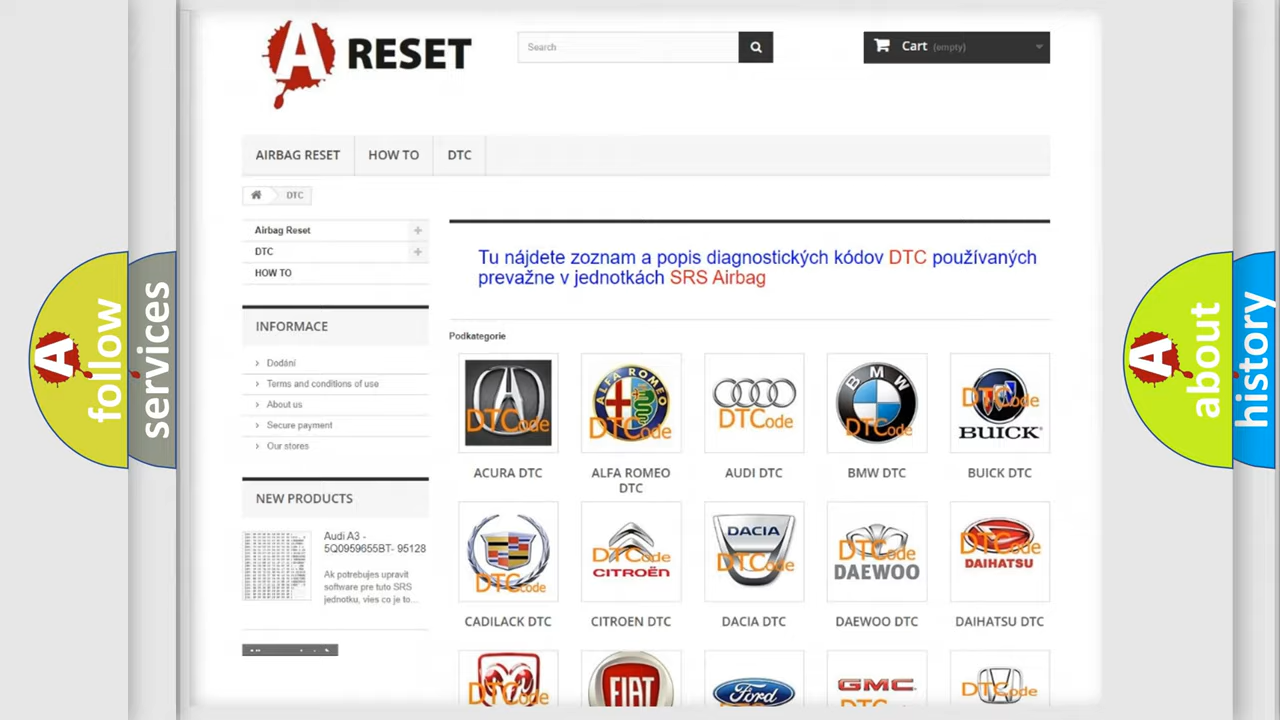 A RESET
Search
Cart (empty)
AIRBAG RESET
HOW TO
DTC
DTC
Airbag Reset
DTC
HOW TO
Tu nájdete zoznam a popis diagnostických kódov DTC používaných
prevažne v jednotkách SRS Airbag
INFORMACE
Dodání
Terms and conditions of use
About us
Secure payment
Our stores
NEW PRODUCTS
Audi A3 -
5Q0959655BT- 95128
Ak potrebujes upravit
software pre tuto SRS
jednotku, vies co je to...
Podkategorie
DTCode
ALFA ROMEO
DTCode
DTCode
BMW
DTCode
DTCode
BUICK
ACURA DTC
ALFA ROMEO
DTC
AUDI DTC
BMW DTC
BUICK DTC
DTCode
DTCode
CITROËN
DACIA
DTCode
DTCode
DAEWOO
DTCode
DAIHATSU
CADILACK DTC
CITROEN DTC
DACIA DTC
DAEWOO DTC
DAIHATSU DTC
DTCode
FIAT
Ford
GMC
DTCode
A follow
services
A about
history